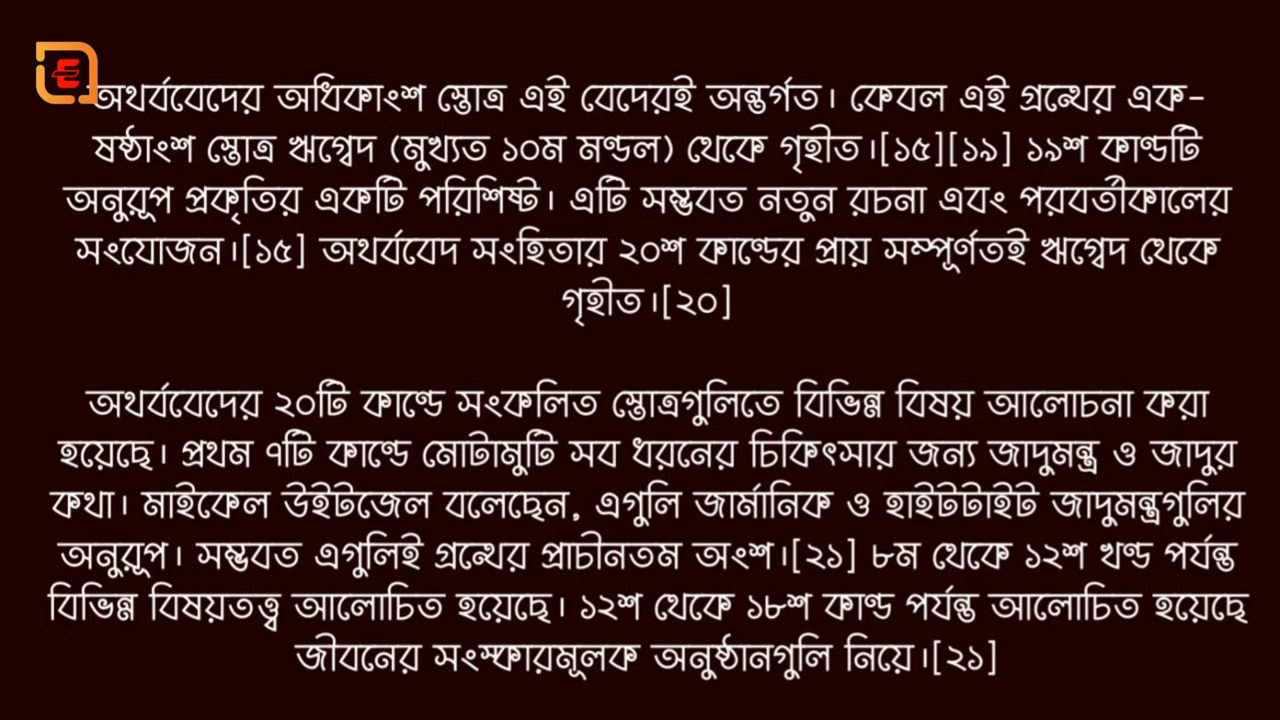 অথর্ববেদের অধিকাংশ স্তোত্র এই বেদেরই অন্তর্গত। কেবল এই গ্রন্থের এক-
ষষ্ঠাংশ স্তোত্র ঋগ্বেদ (মুখ্যত ১০ম মণ্ডল) থেকে গৃহীত।[১৫][১৯] ১৯শ কাণ্ডটি
অনুরূপ প্রকৃতির একটি পরিশিষ্ট। এটি সম্ভবত নতুন রচনা এবং পরবর্তীকালের
সংযোজন।[১৫] অথর্ববেদ সংহিতার ২০শ কাণ্ডের প্রায় সম্পূর্ণতই ঋগ্বেদ থেকে
গৃহীত।[২০]
অথর্ববেদের ২০টি কাণ্ডে সংকলিত স্তোত্রগুলিতে বিভিন্ন বিষয় আলোচনা করা
হয়েছে। প্রথম ৭টি কাণ্ডে মোটামুটি সব ধরনের চিকিৎসার জন্য জাদুমন্ত্র ও জাদুর
কথা। মাইকেল উইটজেল বলেছেন, এগুলি জার্মানিক ও হাইটটাইট জাদুমন্ত্রগুলির
অনুরূপ। সম্ভবত এগুলিই গ্রন্থের প্রাচীনতম অংশ।[২১] ৮ম থেকে ১২শ খণ্ড পর্যন্ত
বিভিন্ন বিষয়তত্ত্ব আলোচিত হয়েছে। ১২শ থেকে ১৮শ কাণ্ড পর্যন্ত আলোচিত হয়েছে
জীবনের সংস্কারমূলক অনুষ্ঠানগুলি নিয়ে।[২১]